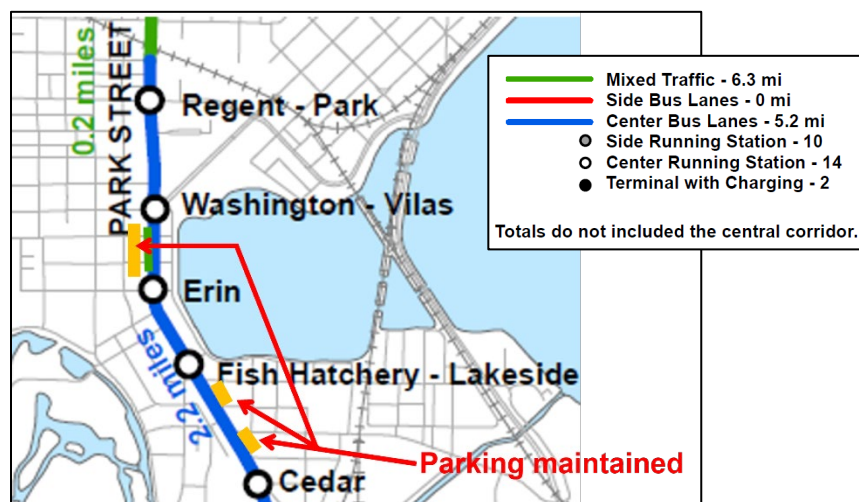 0.2 miles
PARK STREET
Regent - Park
Washington - Vilas
Erin
2.2 miles
Fish Hatchery - Lakeside
Parking maintained
Cedar
Mixed Traffic - 6.3 mi
Side Bus Lanes - 0 mi
Center Bus Lanes - 5.2 mi
Side Running Station - 10
Center Running Station - 14
Terminal with Charging - 2
Totals do not included the central corridor.